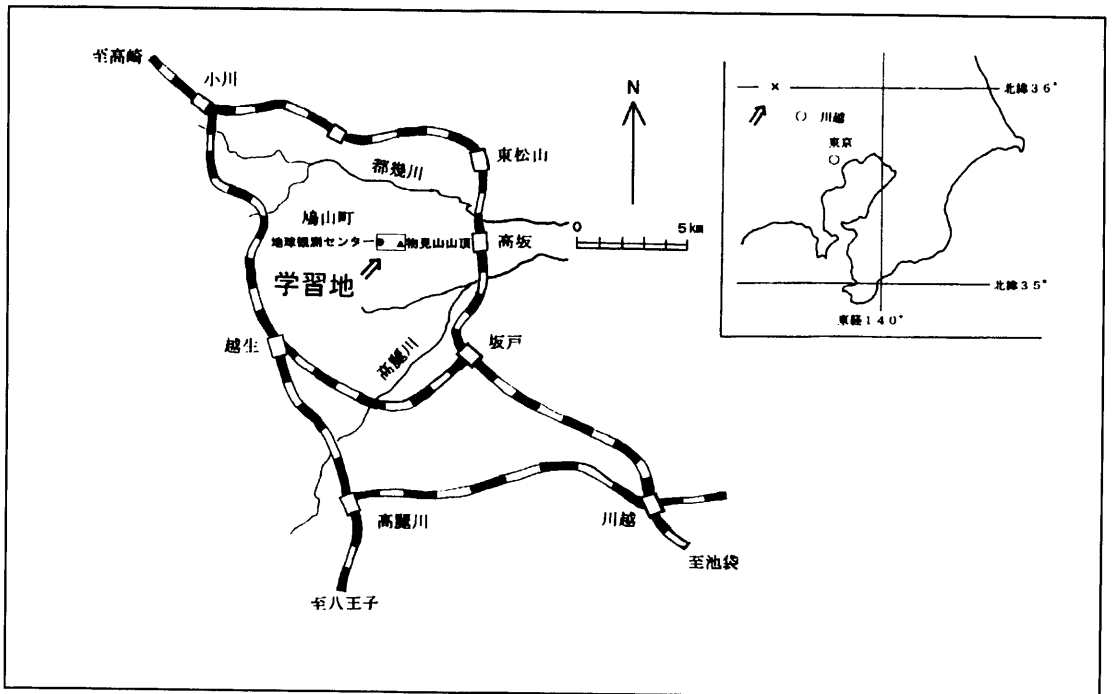 至高崎
小川
東松山
都幾川
鳩山町
地球観測センター
物見山山頂
高坂
学習地
越生
坂戸
高麗川
高麗川
川越
至池袋
至八王子
N
0 5km
北緯36°
川越
東京
北緯35°
東経140°